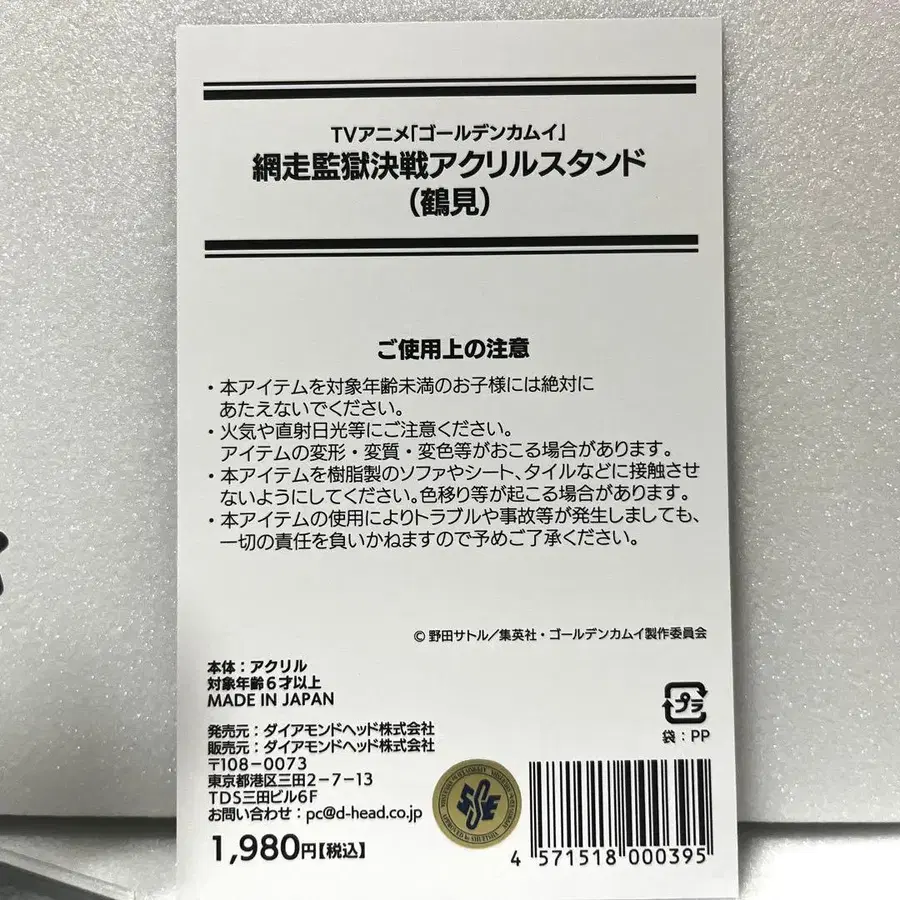 TVアニメ「ゴールデンカムイ」
網走監獄決戦アクリルスタンド
(鶴見)
ご使用上の注意
・本アイテムを対象年齢未満のお子様には絶対に
あたえないでください。
・火気や直射日光等にご注意ください。
アイテムの変形・変質・変色等がおこる場合があります。
・本アイテムを樹脂製のソファやシート、タイルなどに接触させ
ないようにしてください。色移り等が起こる場合があります。
・本アイテムの使用によりトラブルや事故等が発生しましても、
一切の責任を負いかねますので予めご了承ください。
© 野田サトル/集英社・ゴールデンカムイ製作委員会
本体:アクリル
対象年齢6才以上
MADE IN JAPAN
プラ
袋:PP
発売元:ダイアモンドヘッド株式会社
販売元:ダイアモンドヘッド株式会社
〒108-0073
東京都港区三田2-7-13
TDS三田ビル6F
お問い合わせ:pc@d-head.co.jp
1,980円【税込】
4 571518 000395